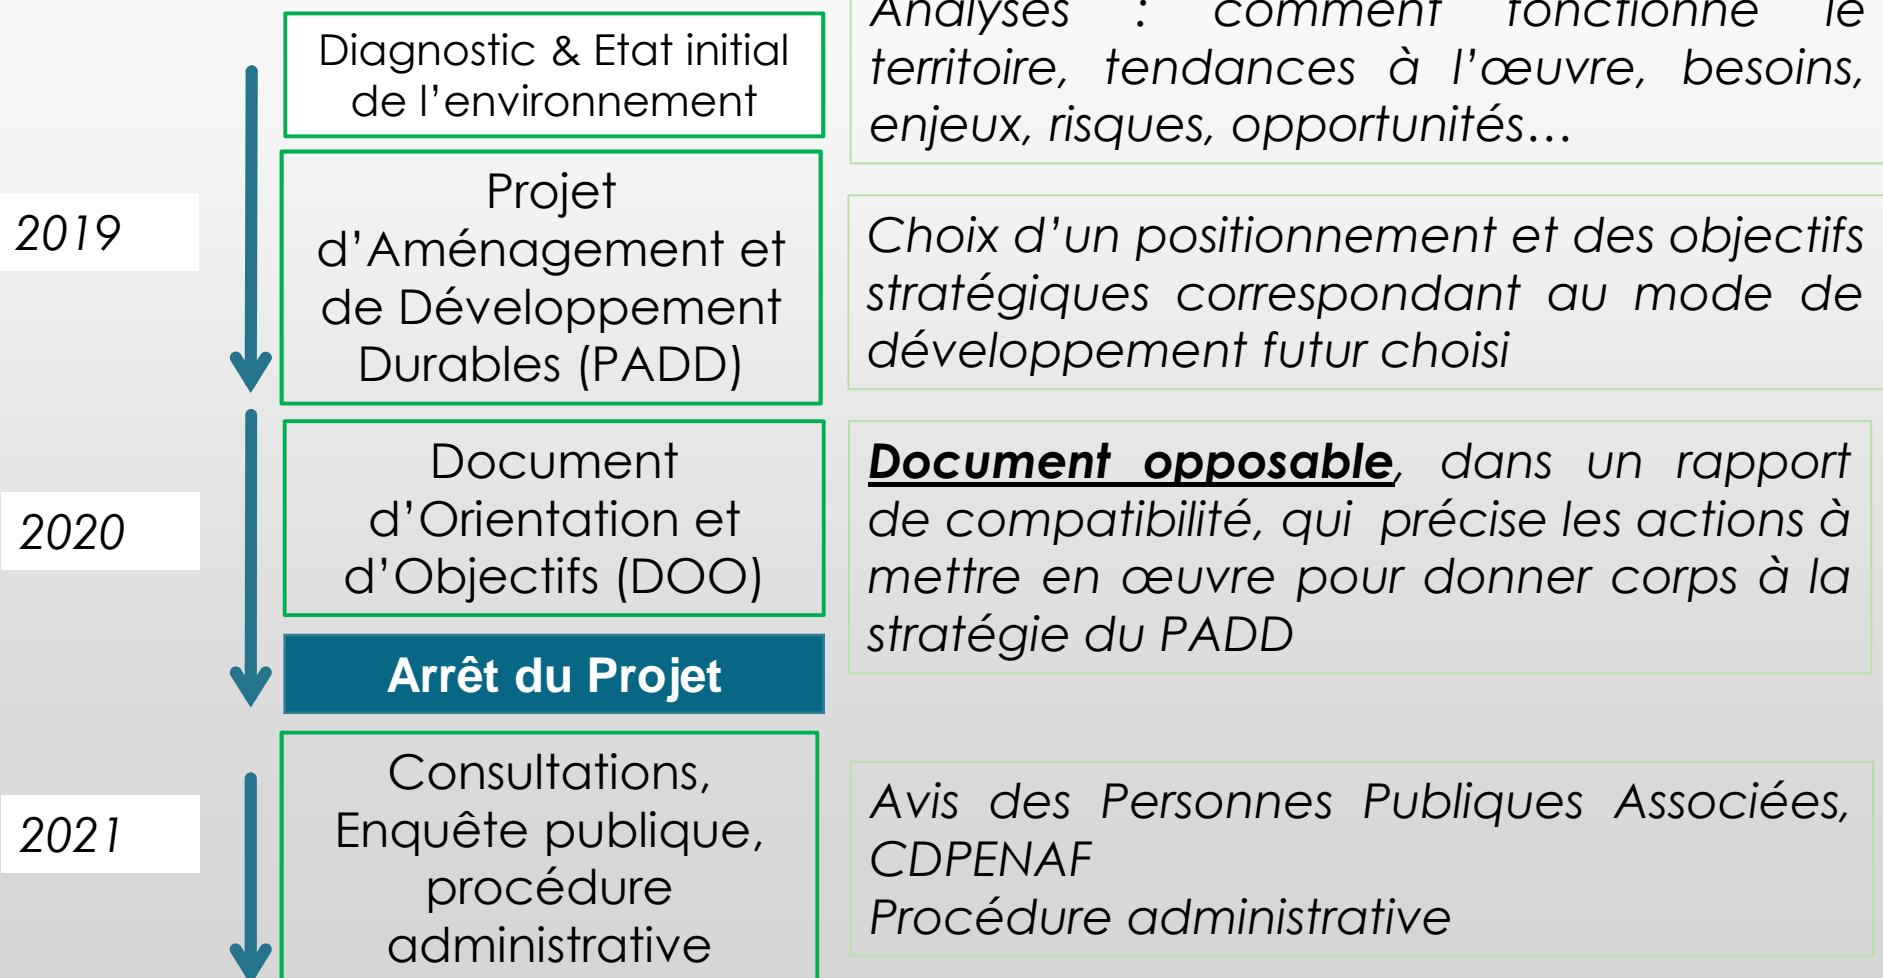 Diagnostic & Etat initial
de l'environnement
Analyses : comment fonctionne le
territoire, tendances à l'œuvre, besoins,
enjeux, risques, opportunités…
2019
Projet
d'Aménagement et
de Développement
Durables (PADD)
Choix d'un positionnement et des objectifs
stratégiques correspondant au mode de
développement futur choisi
2020
Document
d'Orientation et
d'Objectifs (DOO)
Document opposable, dans un rapport
de compatibilité, qui précise les actions à
mettre en œuvre pour donner corps à la
stratégie du PADD
Arrêt du Projet
2021
Consultations,
Enquête publique,
procédure
administrative
Avis des Personnes Publiques Associées,
CDPENAF
Procédure administrative